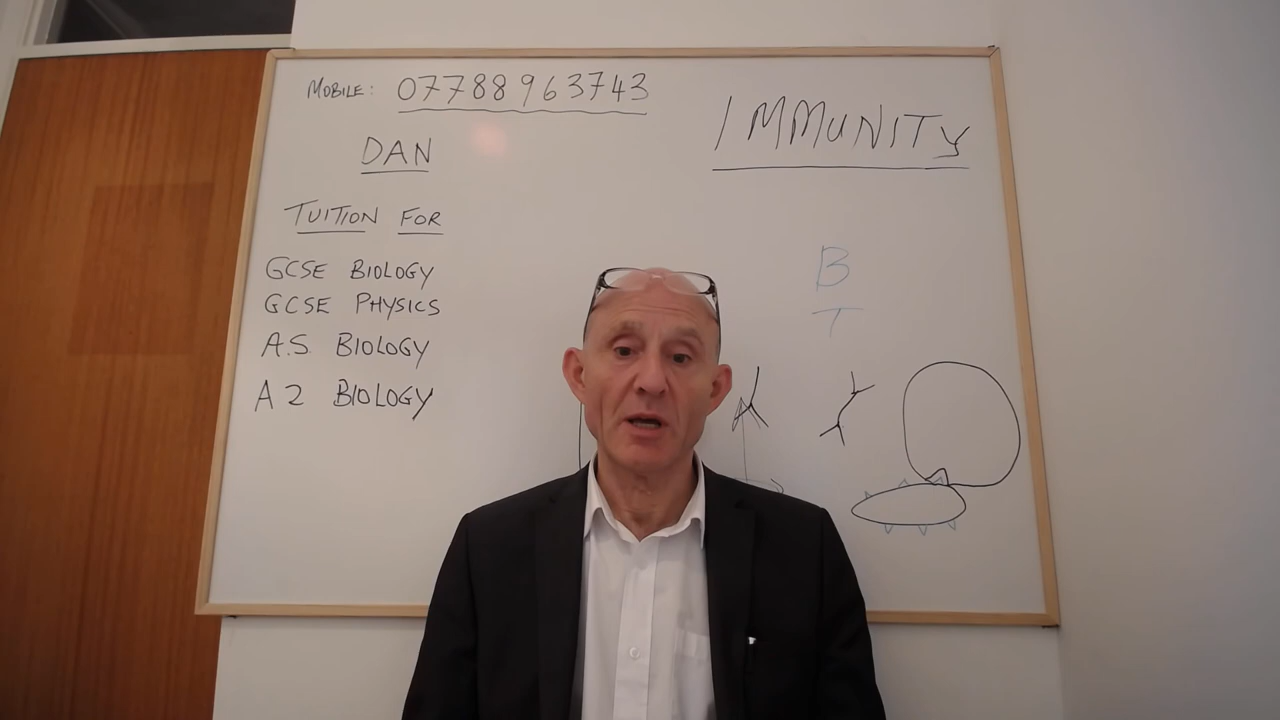 MOBILE: 07788963743
DAN
TUITION FOR
GCSE BIOLOGY
GCSE PHYSICS
A.S. BIOLOGY
A2 BIOLOGY
IMMUNITY
B
T